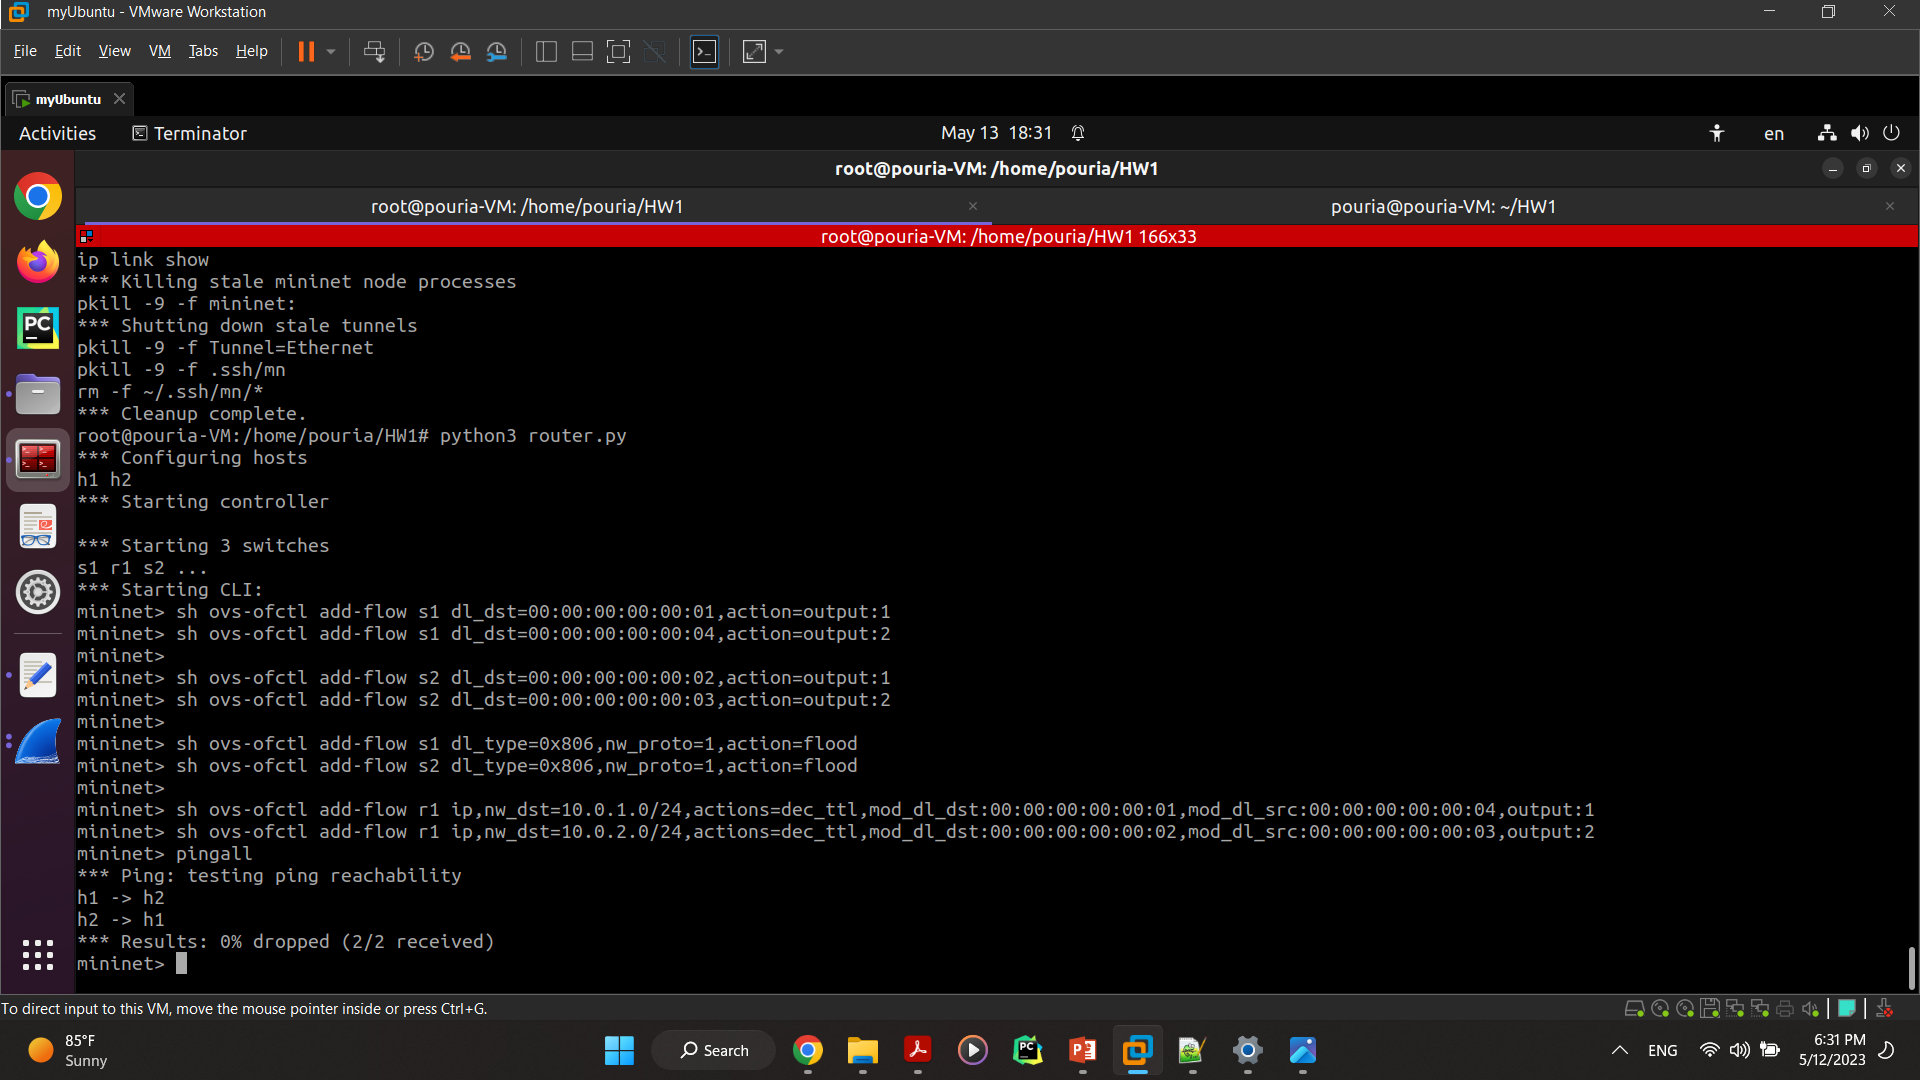 myUbuntu - VMware Workstation
File Edit View VM Tabs Help
myUbuntu
Activities Terminator May 13 18:31 en
root@pouria-VM: /home/pouria/HW1
root@pouria-VM: /home/pouria/HW1 pouria@pouria-VM: ~/HW1
root@pouria-VM: /home/pouria/HW1 166x33
ip link show
*** Killing stale mininet node processes
pkill -9 -f mininet:
*** Shutting down stale tunnels
pkill -9 -f Tunnel=Ethernet
pkill -9 -f .ssh/mn
rm -f ~/.ssh/mn/*
*** Cleanup complete.
root@pouria-VM:/home/pouria/HW1# python3 router.py
*** Configuring hosts
h1 h2
*** Starting controller
*** Starting 3 switches
s1 r1 s2 ...
*** Starting CLI:
mininet> sh ovs-ofctl add-flow s1 dl_dst=00:00:00:00:00:01,action=output:1
mininet> sh ovs-ofctl add-flow s1 dl_dst=00:00:00:00:00:04,action=output:2
mininet>
mininet> sh ovs-ofctl add-flow s2 dl_dst=00:00:00:00:00:02,action=output:1
mininet> sh ovs-ofctl add-flow s2 dl_dst=00:00:00:00:00:03,action=output:2
mininet>
mininet> sh ovs-ofctl add-flow s1 dl_type=0x806,nw_proto=1,action=flood
mininet> sh ovs-ofctl add-flow s2 dl_type=0x806,nw_proto=1,action=flood
mininet>
mininet> sh ovs-ofctl add-flow r1 ip,nw_dst=10.0.1.0/24,actions=dec_ttl,mod_dl_dst:00:00:00:00:00:01,mod_dl_src:00:00:00:00:00:04,output:1
mininet> sh ovs-ofctl add-flow r1 ip,nw_dst=10.0.2.0/24,actions=dec_ttl,mod_dl_dst:00:00:00:00:00:02,mod_dl_src:00:00:00:00:00:03,output:2
mininet> pingall
*** Ping: testing ping reachability
h1 -> h2
h2 -> h1
*** Results: 0% dropped (2/2 received)
mininet>
To direct input to this VM, move the mouse pointer inside or press Ctrl+G.
85°F
Sunny
Search
ENG
6:31 PM
5/12/2023